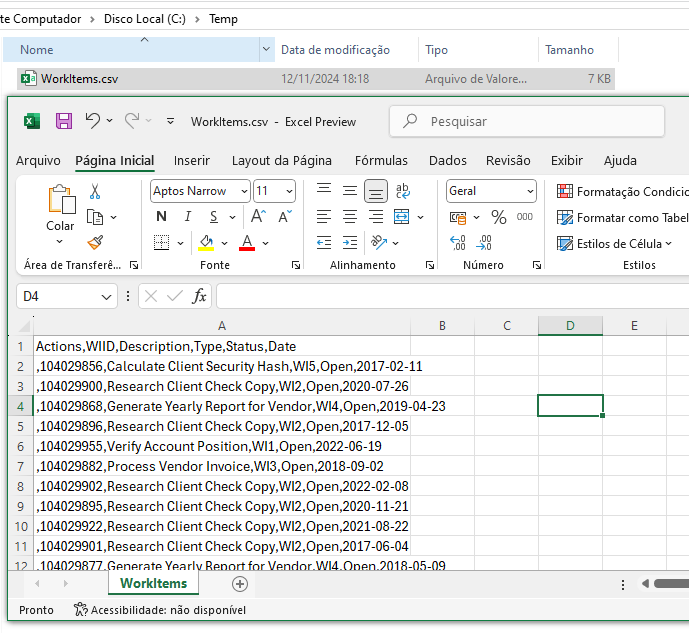 te Computador > Disco Local (C:) > Temp
Nome Data de modificação Tipo Tamanho
WorkItems.csv 12/11/2024 18:18 Arquivo de Valore... 7 KB
WorkItems.csv - Excel Preview Pesquisar
Arquivo Página Inicial Inserir Layout da Página Fórmulas Dados Revisão Exibir Ajuda
Colar Aptos Narrow 11 ab Geral Formatação Condicio
N I S A A % 000 Formatar como Tabel
A Estilos de Célula
Área de Transferê... Fonte Alinhamento Número Estilos
D4 fx
A B C D E
1 Actions,WIID,Description,Type,Status,Date
2 ,104029856,Calculate Client Security Hash,WI5,Open,2017-02-11
3 ,104029900,Research Client Check Copy,WI2,Open,2020-07-26
4 ,104029868,Generate Yearly Report for Vendor,WI4,Open,2019-04-23
5 ,104029896,Research Client Check Copy,WI2,Open,2017-12-05
6 ,104029955,Verify Account Position,WI1,Open,2022-06-19
7 ,104029882,Process Vendor Invoice,WI3,Open,2018-09-02
8 ,104029902,Research Client Check Copy,WI2,Open,2022-02-08
9 ,104029895,Research Client Check Copy,WI2,Open,2020-11-21
10 ,104029922,Research Client Check Copy,WI2,Open,2021-08-22
11 ,104029901,Research Client Check Copy,WI2,Open,2017-06-04
12 ,104029877,Generate Yearly Report for Vendor,WI4,Open,2018-05-09
WorkItems
Pronto Acessibilidade: não disponível